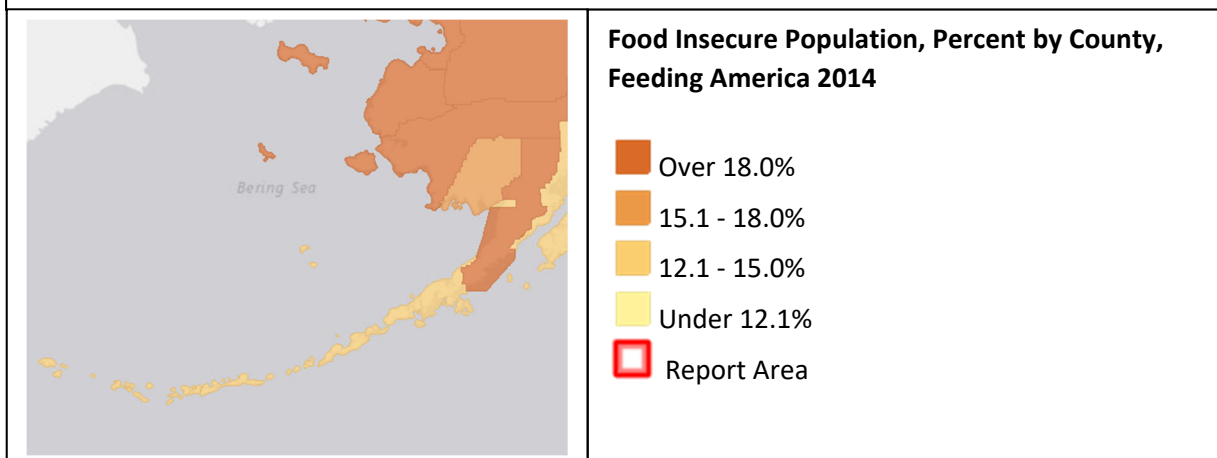 Bering Sea
Food Insecure Population, Percent by County,
Feeding America 2014
Over 18.0%
15.1 - 18.0%
12.1 - 15.0%
Under 12.1%
Report Area